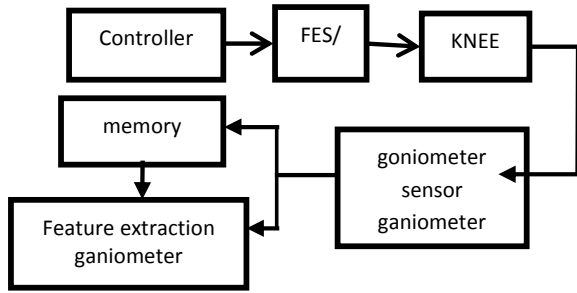 Controller
FES/
KNEE
memory
goniometer
sensor
ganiometer
Feature extraction
ganiometer